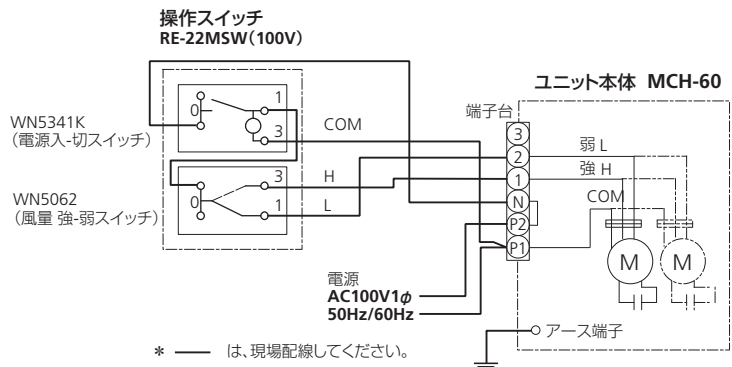 操作スイッチ
RE-22MSW(100V)
ユニット本体 MCH-60
端子台
WN5341K
(電源入-切スイッチ)
0
1
3
COM
WN5062
(風量 強-弱スイッチ)
0
3
1
H
L
3
2
1
N
P2
P1
弱 L
強 H
COM
M
M
電源
AC100V1φ
50Hz/60Hz
アース端子
* は、現場配線してください。